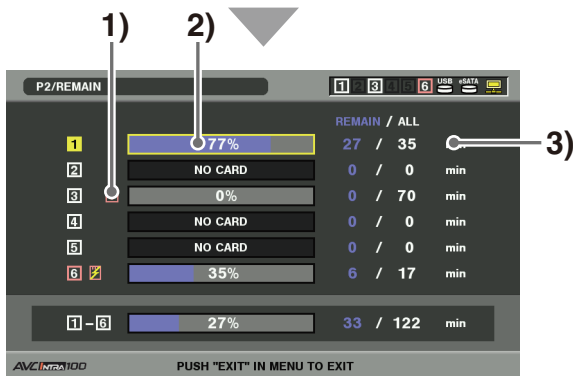 1) 2)
P2/REMAIN 1 2 3 4 5 6 USB eSATA
REMAIN / ALL
1 77% 27 / 35 3)
2 NO CARD 0 / 0 min
3 0% 0 / 70 min
4 NO CARD 0 / 0 min
5 NO CARD 0 / 0 min
6 35% 6 / 17 min
1-6 27% 33 / 122 min
AVC INTRA 100 PUSH "EXIT" IN MENU TO EXIT